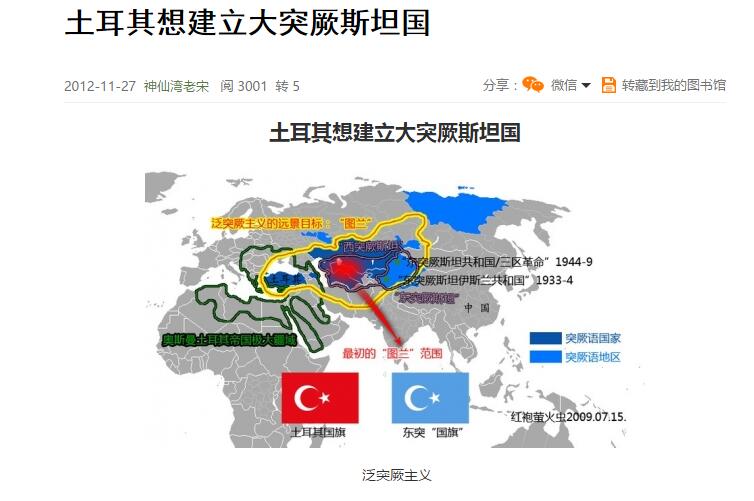 土耳其想建立大突厥斯坦国
2012-11-27 神仙湾老宋 阅 3001 转 5
分享： 微信 转藏到我的图书馆
土耳其想建立大突厥斯坦国
泛突厥主义的远景目标：“图兰”
西突厥斯坦
“东突厥斯坦共和国/三区革命”1944-9
土耳其
“东突厥斯坦伊斯兰共和国”1933-4
“东突厥斯坦”
中 国
奥斯曼土耳其帝国极大疆域
突厥语国家
最初的“图兰”范围
突厥语地区
红袍萤火虫2009.07.15.
土耳其国旗
东突“国旗”
泛突厥主义